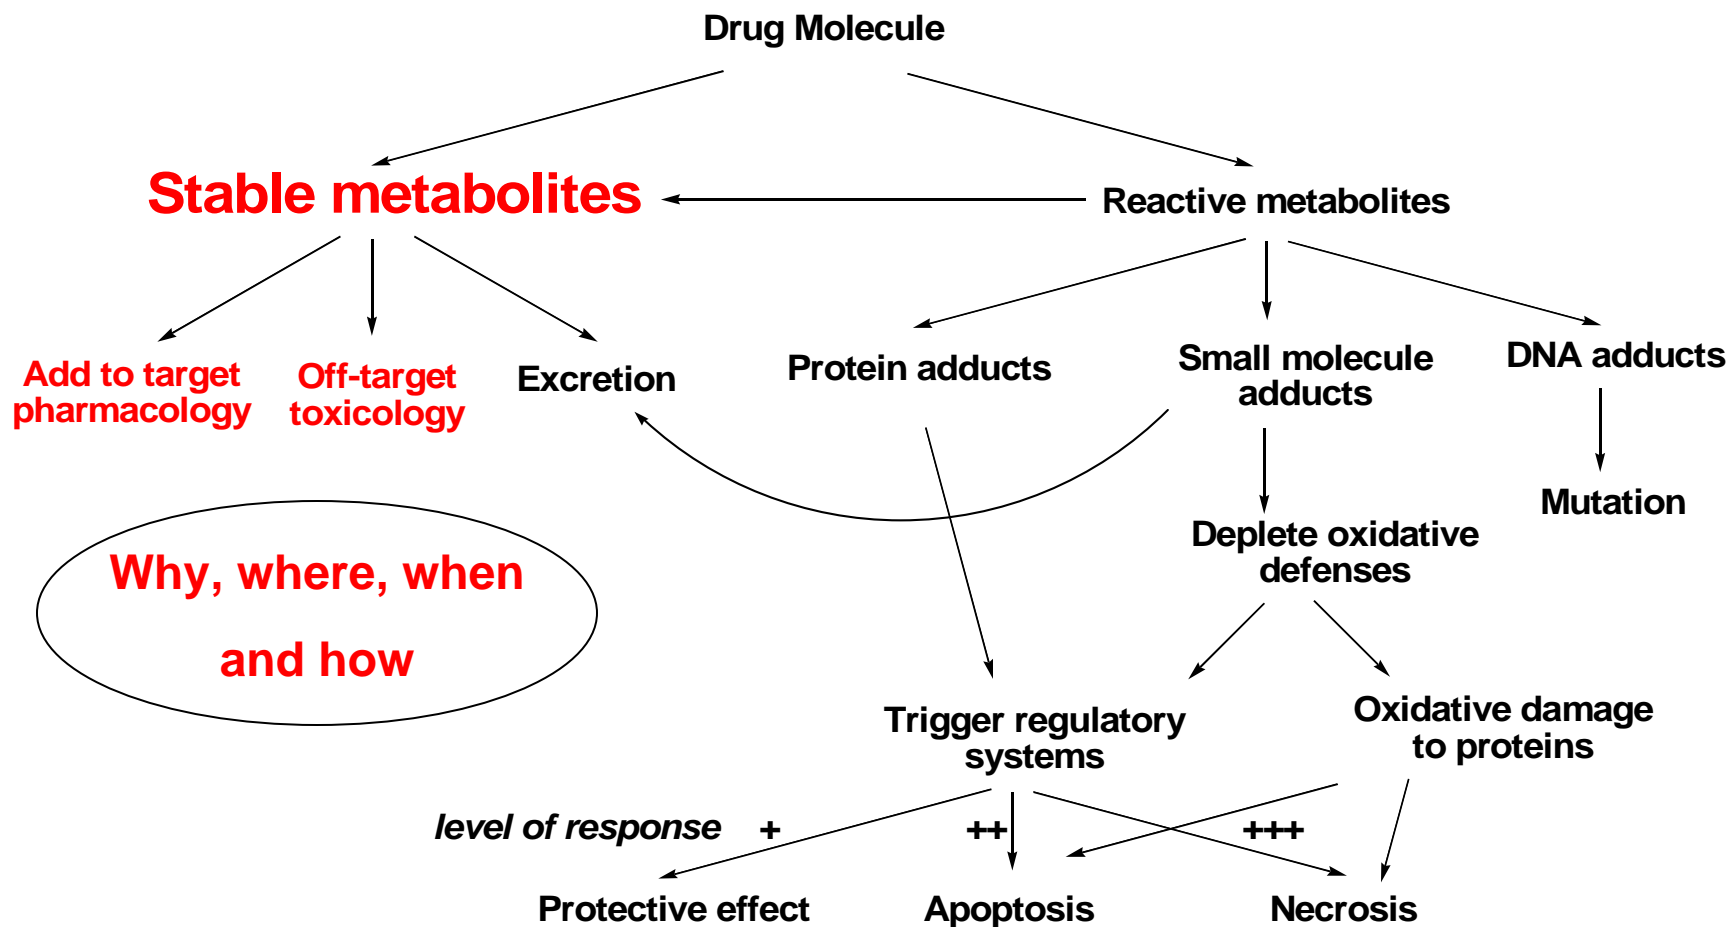 Drug Molecule
Stable metabolites
Reactive metabolites
Add to target
pharmacology
Off-target
toxicology
Excretion
Protein adducts
Small molecule
adducts
DNA adducts
Mutation
Why, where, when
and how
Deplete oxidative
defenses
Trigger regulatory
systems
Oxidative damage
to proteins
level of response + ++ +++
Protective effect
Apoptosis
Necrosis